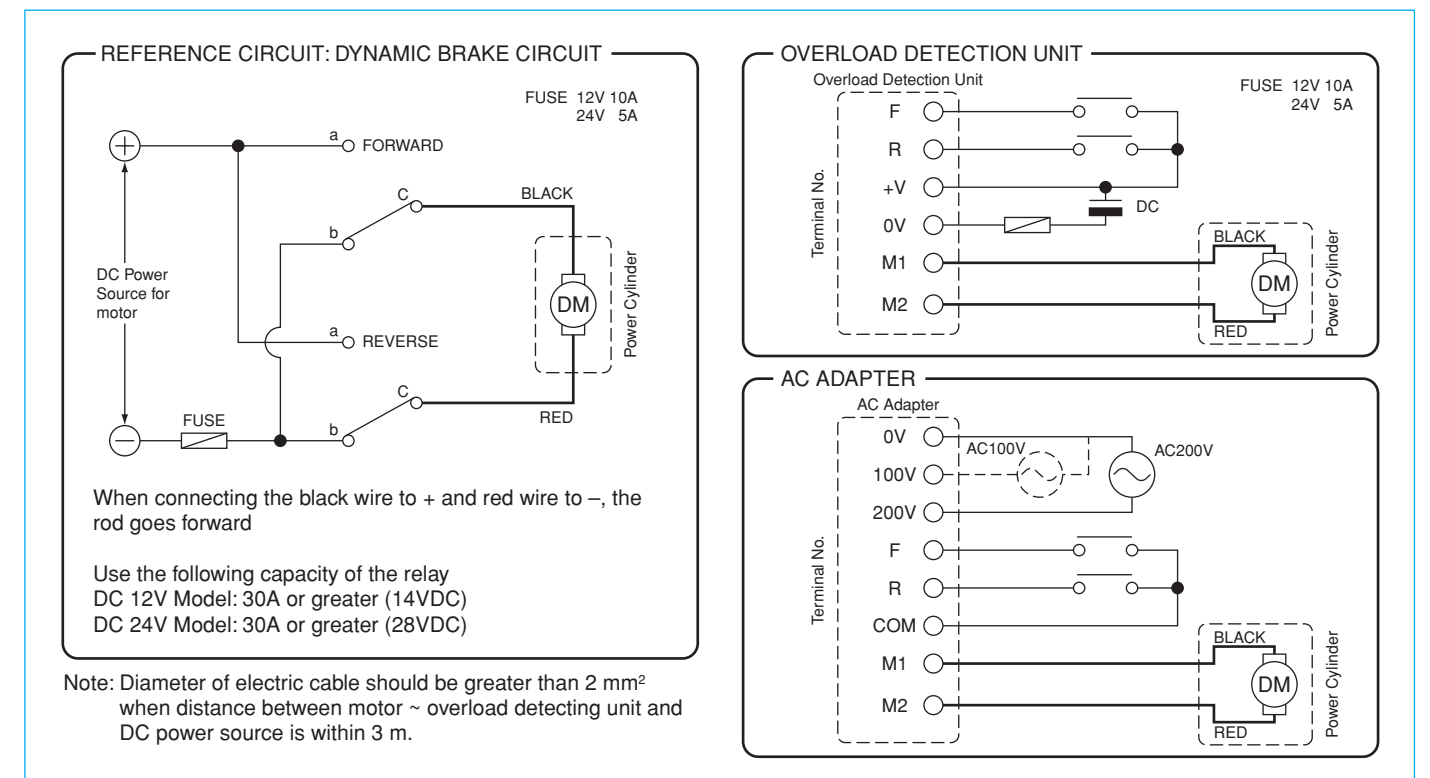 REFERENCE CIRCUIT: DYNAMIC BRAKE CIRCUIT
FUSE 12V 10A
24V 5A
+
a FORWARD
C
BLACK
b
DC Power
Source for
motor
DM
Power Cylinder
a REVERSE
C
RED
FUSE
b
–
When connecting the black wire to + and red wire to –, the
rod goes forward
Use the following capacity of the relay
DC 12V Model: 30A or greater (14VDC)
DC 24V Model: 30A or greater (28VDC)
Note: Diameter of electric cable should be greater than 2 mm²
when distance between motor ~ overload detecting unit and
DC power source is within 3 m.
OVERLOAD DETECTION UNIT
Overload Detection Unit
FUSE 12V 10A
24V 5A
Terminal No.
F
R
+V
DC
0V
M1
M2
BLACK
DM
RED
Power Cylinder
AC ADAPTER
AC Adapter
Terminal No.
0V
AC100V
AC200V
100V
200V
F
R
COM
M1
M2
BLACK
DM
RED
Power Cylinder